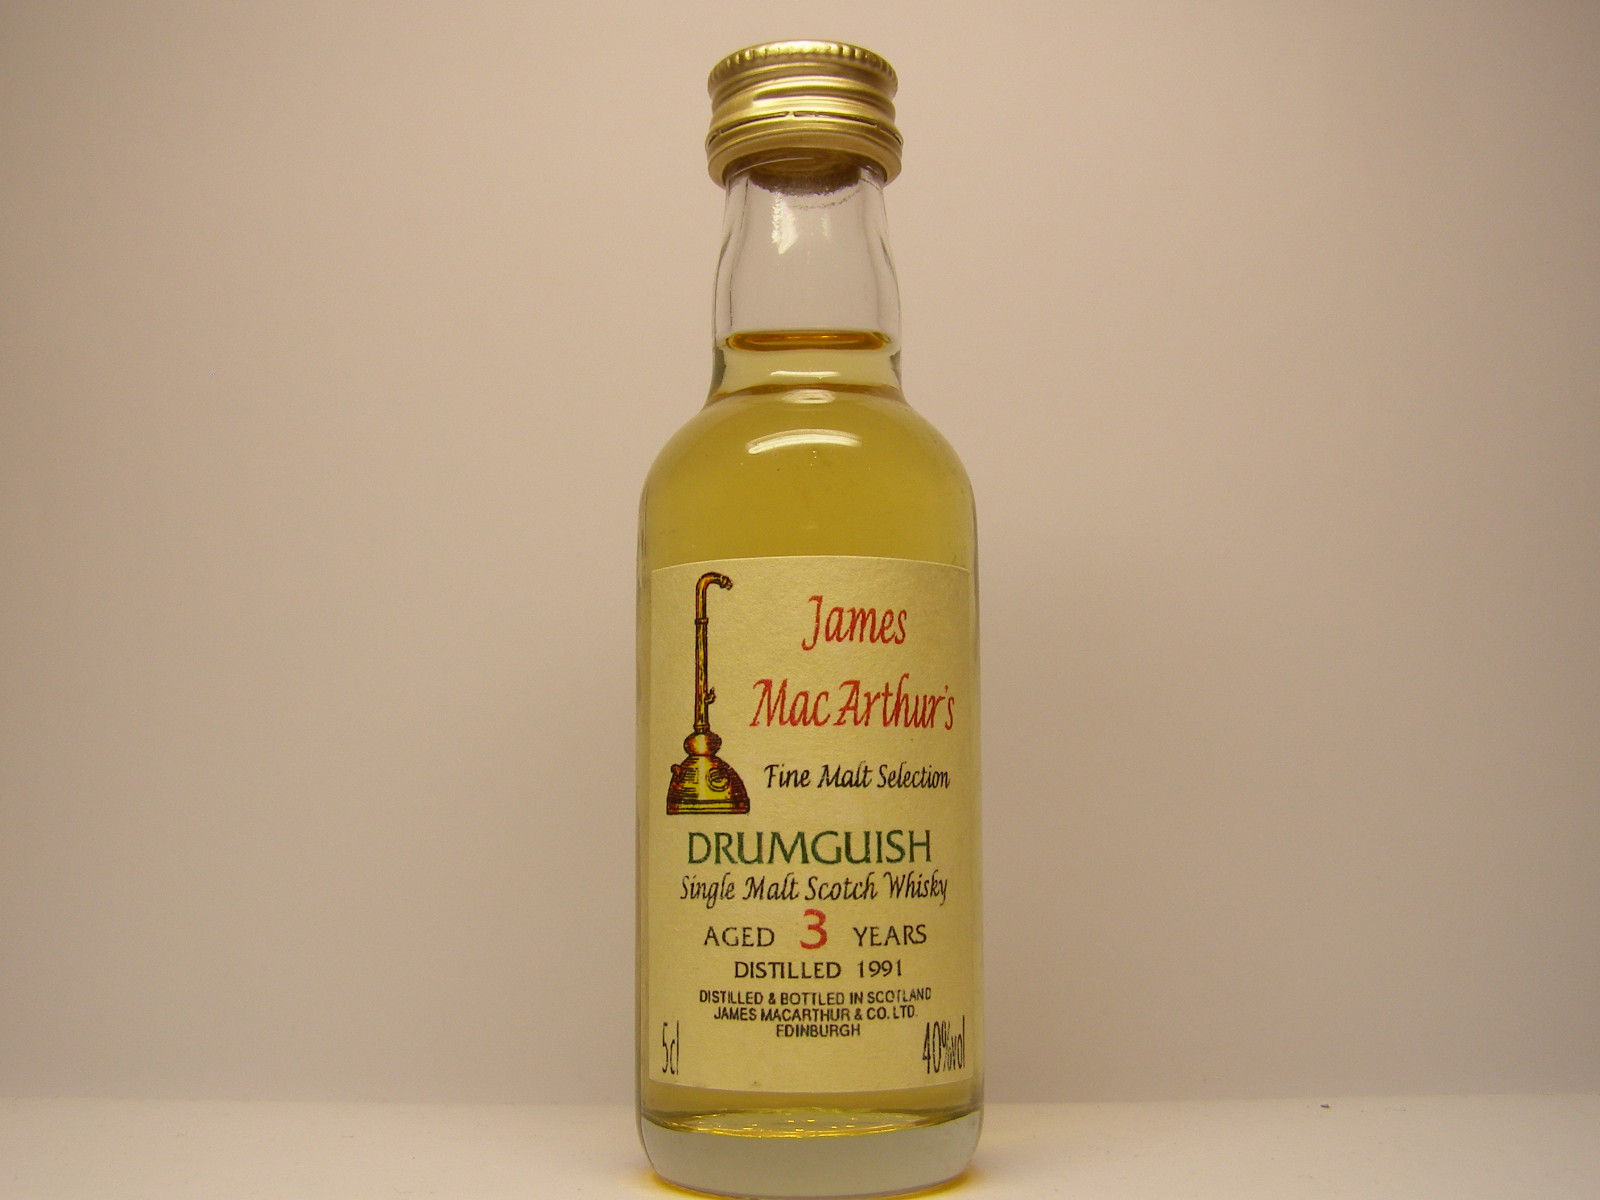 James
MacArthur's
Fine Malt Selection
DRUMGUISH
Single Malt Scotch Whisky
AGED 3 YEARS
DISTILLED 1991
DISTILLED & BOTTLED IN SCOTLAND
JAMES MACARTHUR & CO. LTD.
EDINBURGH
5cl 40%vol